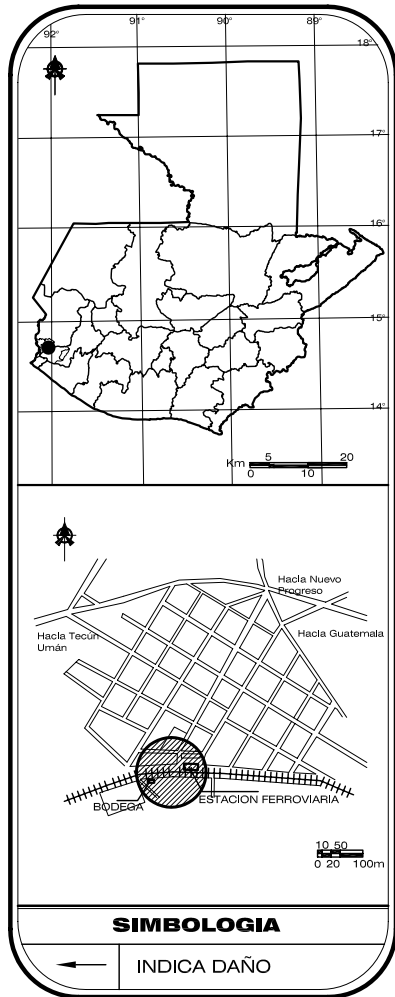 92° 91° 90° 89°
18°
17°
16°
15°
14°
Km 5 20
0 10
Hacla Nuevo
Progreso
Hacla Tecún
Umán
Hacla Guatemala
BODEGA
ESTACION FERROVIARIA
10 50
0 20 100m
SIMBOLOGIA
INDICA DAÑO